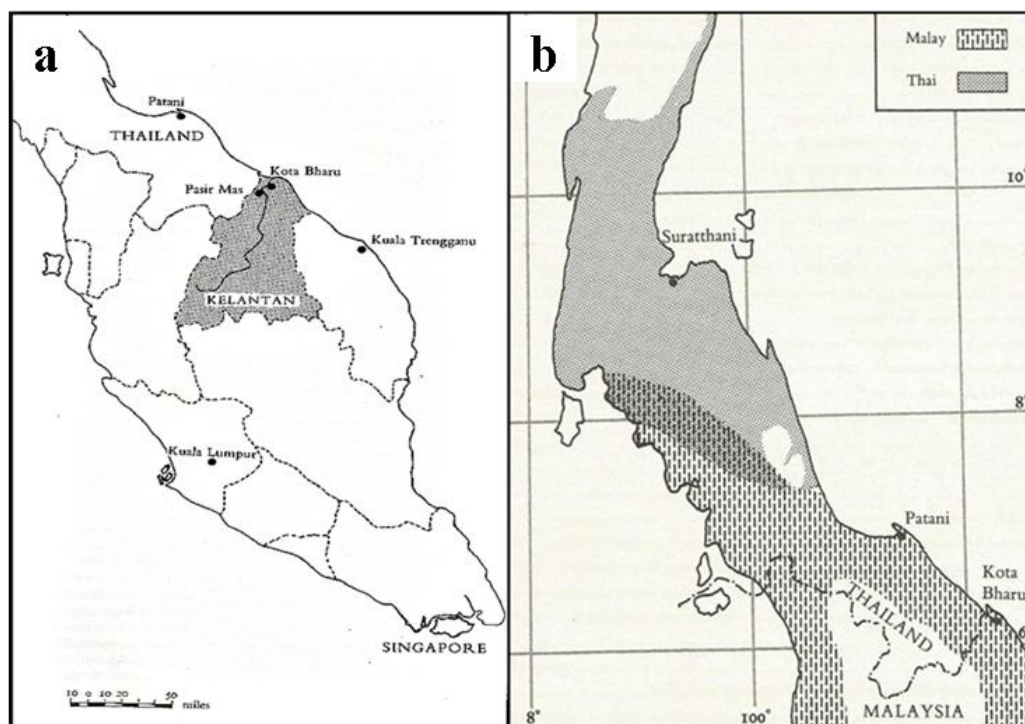 a
Patani
THAILAND
Kota Bharu
Pasir Mas
Kuala Trengganu
KELANTAN
Kuala Lumpur
SINGAPORE
10 0 10 20 50
miles
b
Malay
Thai
10°
Suratthani
8°
Patani
Kota
Bharu
THAILAND
6
MALAYSIA
8°
100°